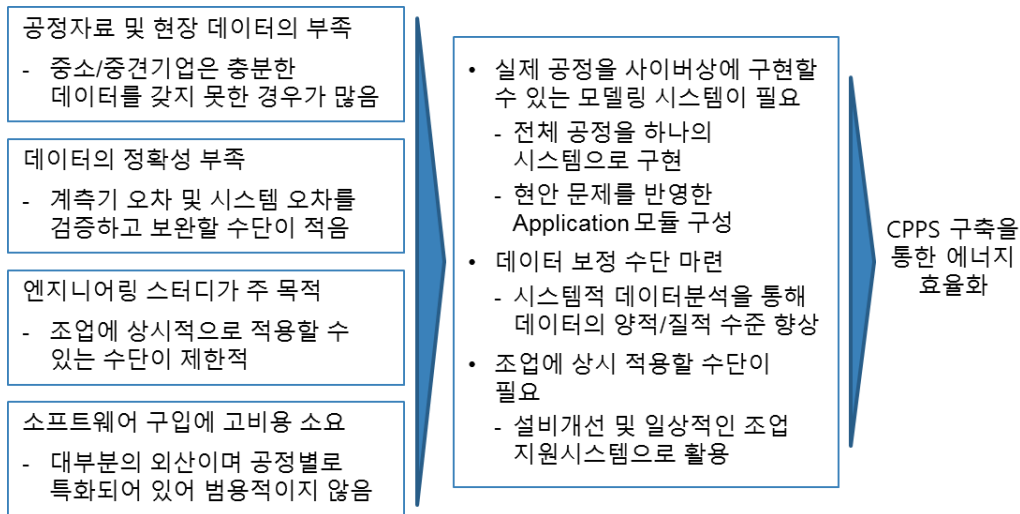 공정자료 및 현장 데이터의 부족
- 중소/중견기업은 충분한
데이터를 갖지 못한 경우가 많음
데이터의 정확성 부족
- 계측기 오차 및 시스템 오차를
검증하고 보완할 수단이 적음
엔지니어링 스터디가 주 목적
- 조업에 상시적으로 적용할 수
있는 수단이 제한적
소프트웨어 구입에 고비용 소요
- 대부분의 외산이며 공정별로
특화되어 있어 범용적이지 않음
• 실제 공정을 사이버상에 구현할
수 있는 모델링 시스템이 필요
- 전체 공정을 하나의
시스템으로 구현
- 현안 문제를 반영한
Application 모듈 구성
• 데이터 보정 수단 마련
- 시스템적 데이터분석을 통해
데이터의 양적/질적 수준 향상
• 조업에 상시 적용할 수단이
필요
- 설비개선 및 일상적인 조업
지원시스템으로 활용
CPPS 구축을
통한 에너지
효율화